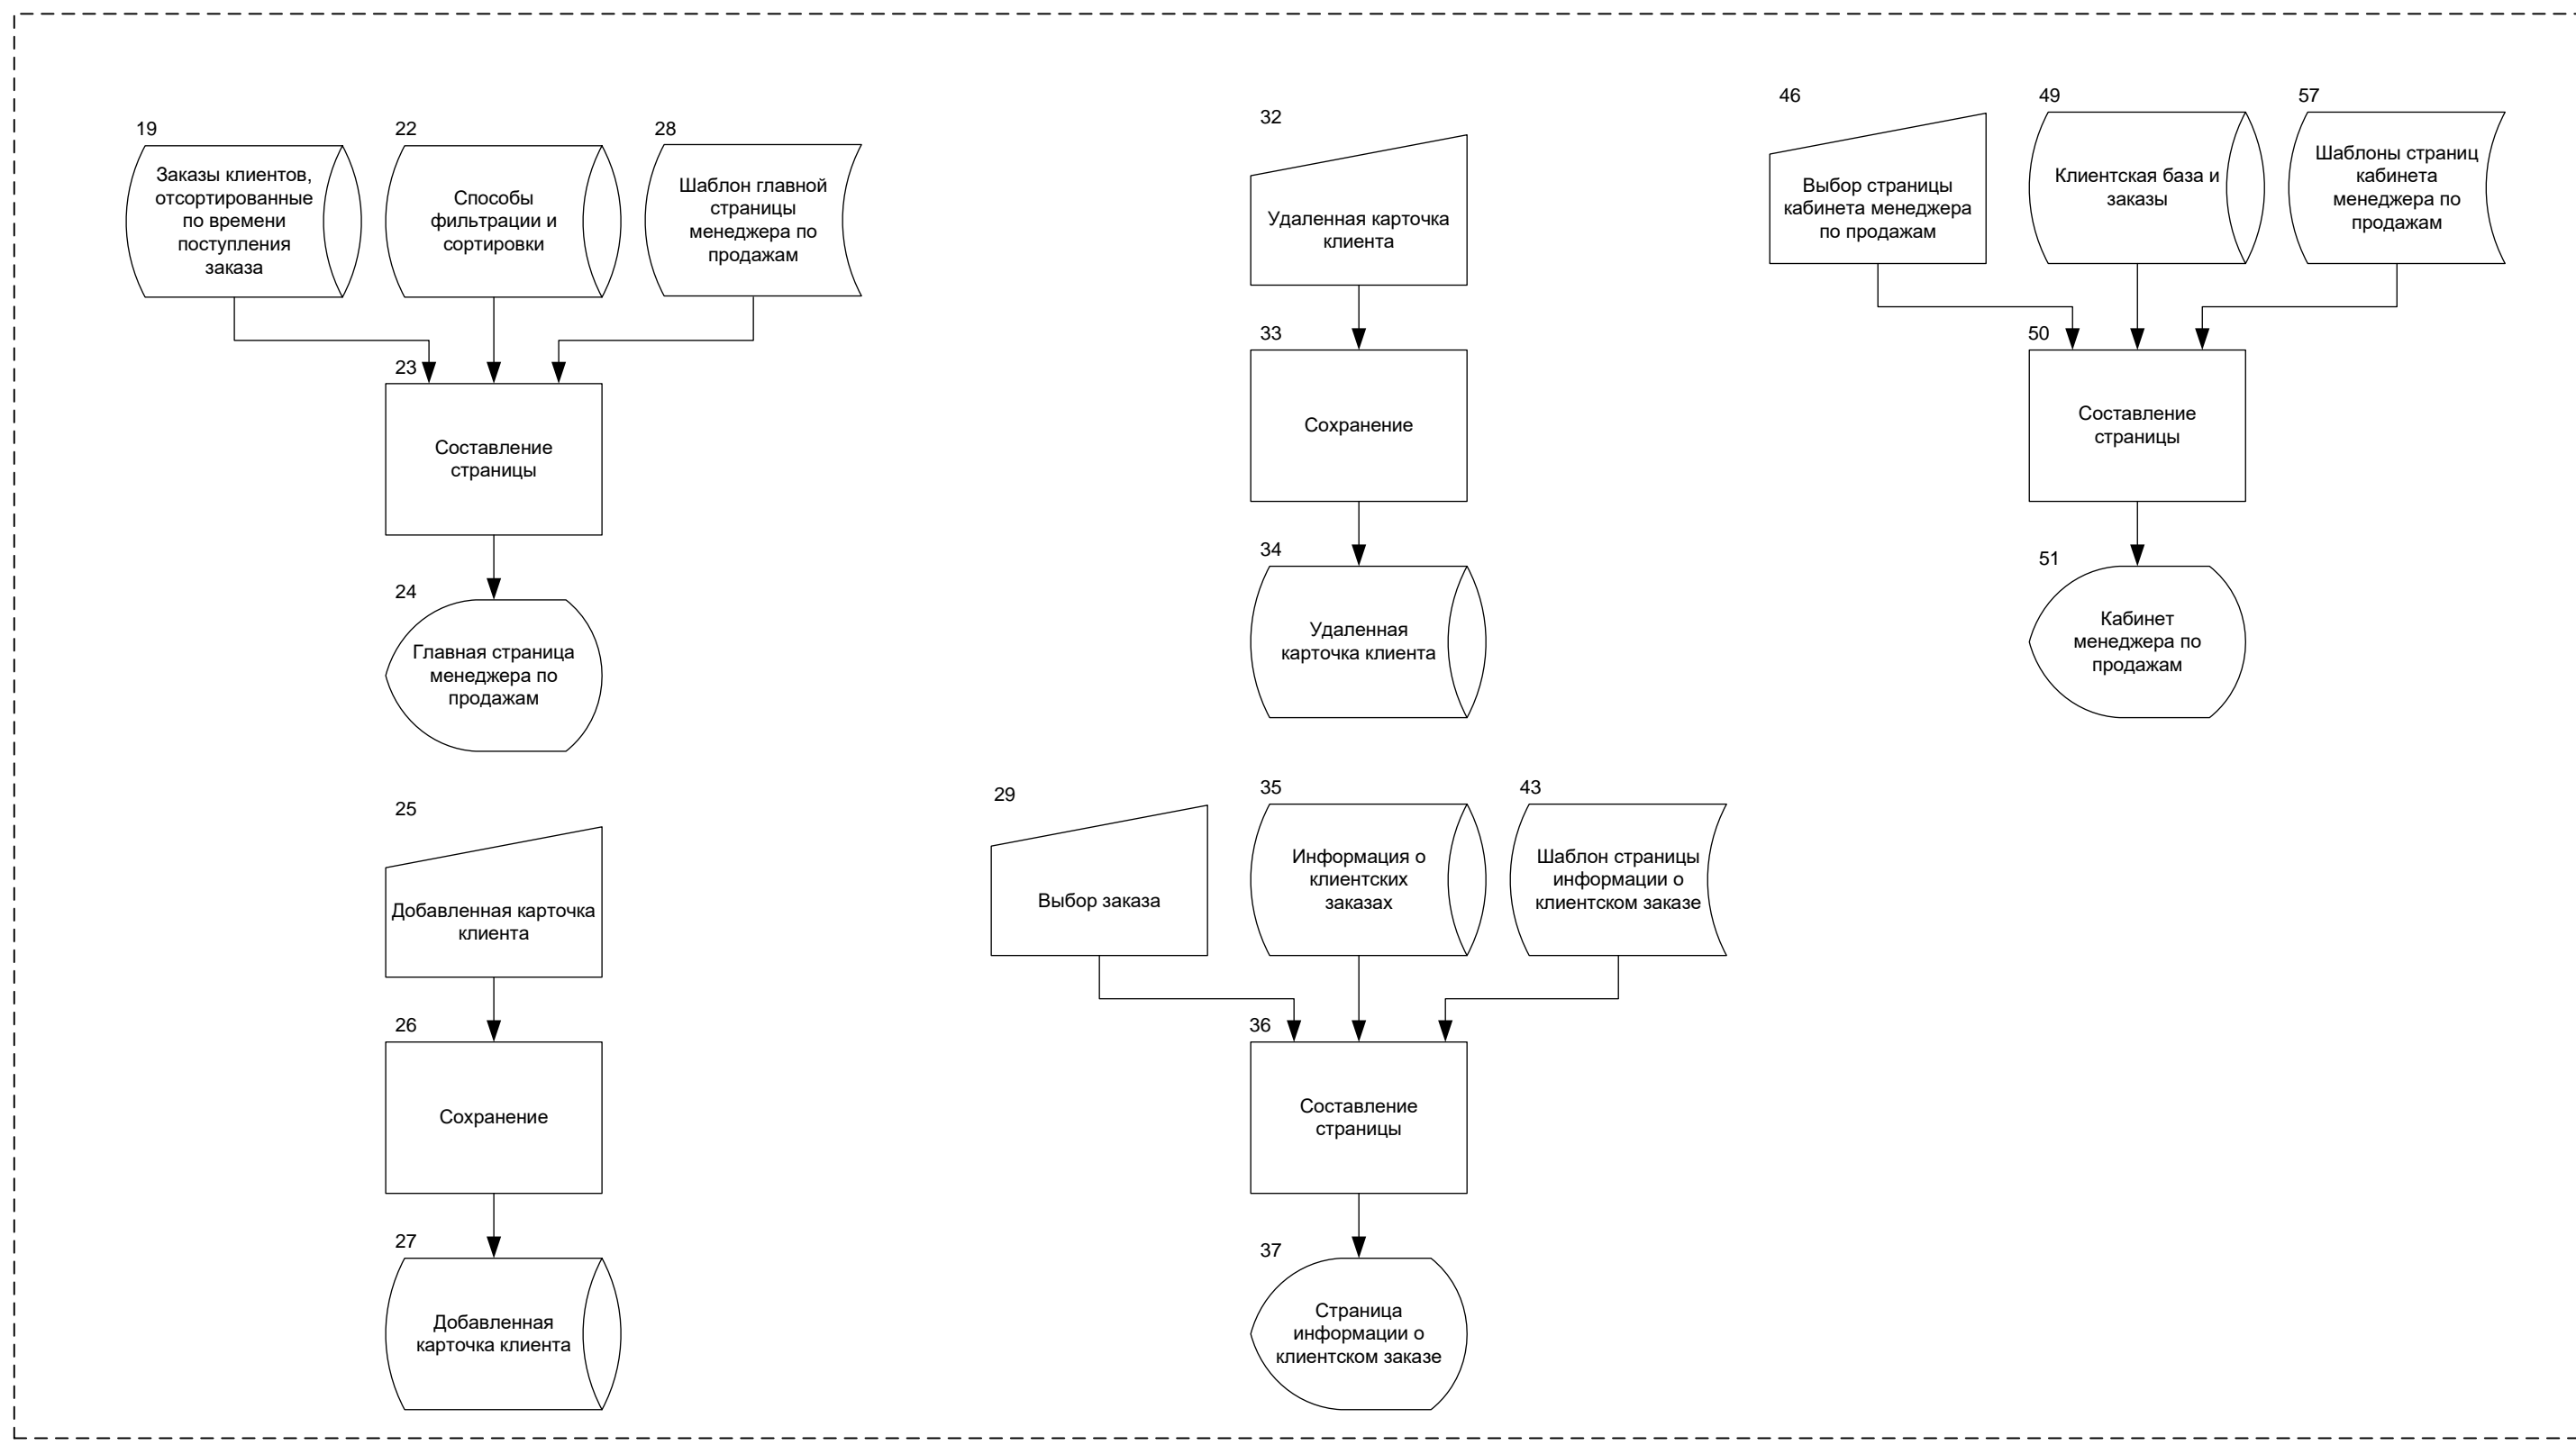 19
Заказы клиентов,
отсортированные
по времени
поступления
заказа
22
Способы
фильтрации и
сортировки
28
Шаблон главной
страницы
менеджера по
продажам
23
Составление
страницы
24
Главная страница
менеджера по
продажам
25
Добавленная карточка
клиента
26
Сохранение
27
Добавленная
карточка клиента
32
Удаленная карточка
клиента
33
Сохранение
34
Удаленная
карточка клиента
29
Выбор заказа
35
Информация о
клиентских
заказах
43
Шаблон страницы
информации о
клиентском заказе
36
Составление
страницы
37
Страница
информации о
клиентском заказе
46
Выбор страницы
кабинета менеджера
по продажам
49
Клиентская база и
заказы
57
Шаблоны страниц
кабинета
менеджера по
продажам
50
Составление
страницы
51
Кабинет
менеджера по
продажам